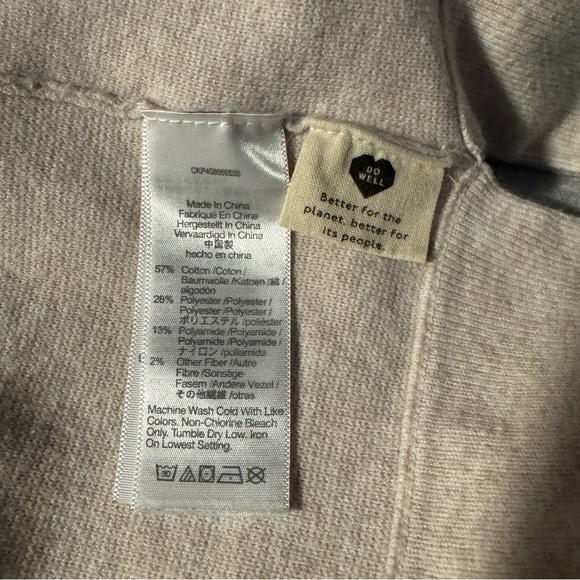 CKP458666535
Made In China
Fabriqué En Chine
Hergestellt In China
Vervaardigd In China
中国製
hecho en china
57% Cotton /Coton /
Baumwolle /Katoen /綿 /
algodón
28% Polyester /Polyester /
Polyester /Polyester /
ポリエステル /poliéster
13% Polyamide /Polyamide /
Polyamide /Polyamide /
ナイロン /poliamida
2% Other Fiber /Autre
Fibre /Sonstige
Fasern /Andere Vezel /
その他繊維 /otras
Machine Wash Cold With Like
Colors. Non-Chlorine Bleach
Only. Tumble Dry Low. Iron
On Lowest Setting.
30
DO
WELL
Better for the
planet, better for
its people.